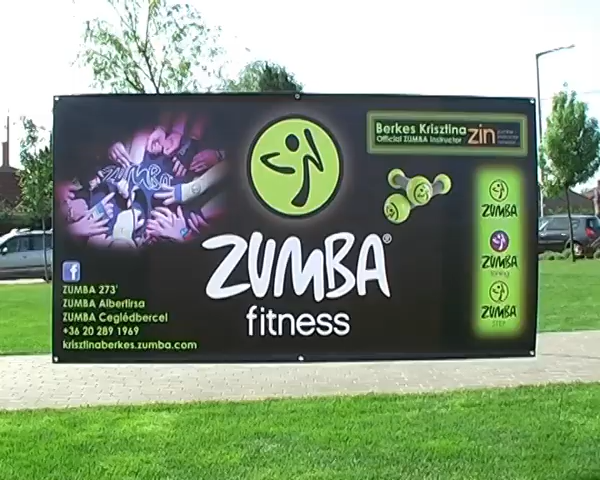 Berkes Krisztina
Official ZUMBA Instructor
zin
ZUMBA
ZUMBA®
fitness
ZUMBA
ZUMBA
toning
ZUMBA
STEP
f
ZUMBA 273'
ZUMBA Albertirsa
ZUMBA Ceglédbercel
+36 20 289 1969
krisztinaberkes.zumba.com